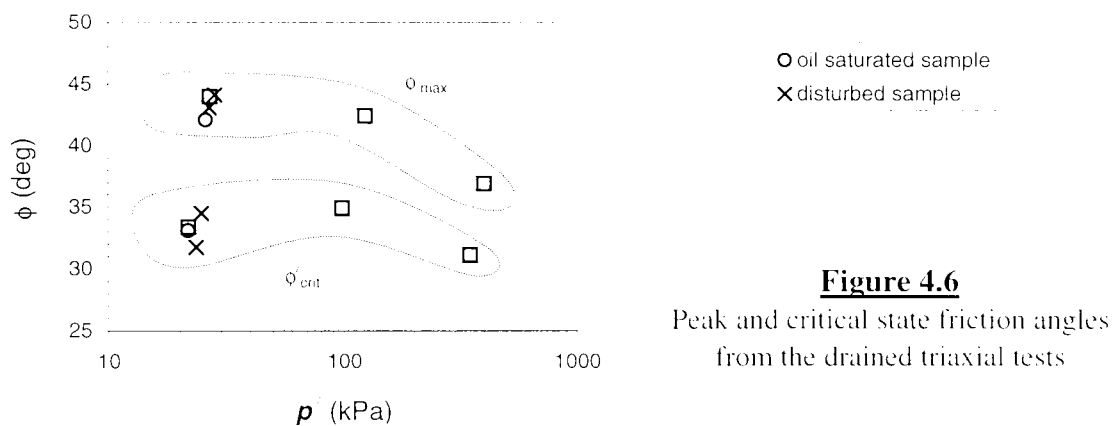 50
45
40
35
30
25
ϕ (deg)
10
100
1000
p' (kPa)
φ max
φ' crit
O oil saturated sample
X disturbed sample
Figure 4.6
Peak and critical state friction angles
from the drained triaxial tests